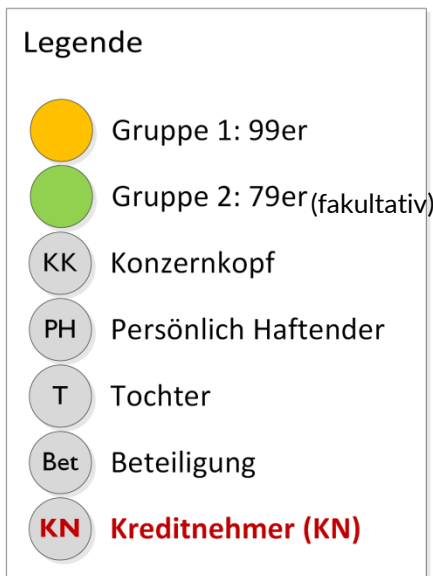 Legende
Gruppe 1: 99er
Gruppe 2: 79er (fakultativ)
KK Konzernkopf
PH Persönlich Haftender
T Tochter
Bet Beteiligung
KN Kreditnehmer (KN)